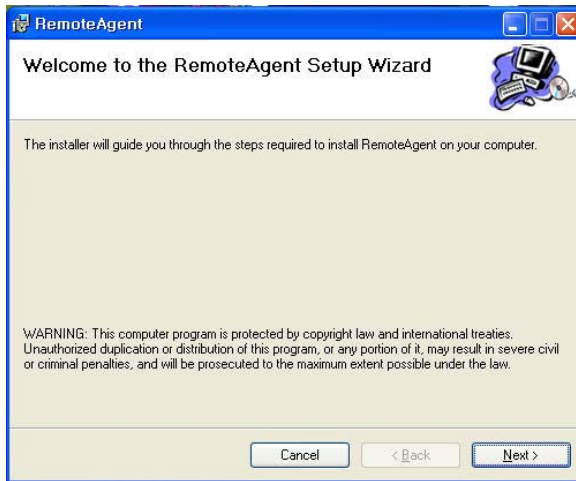 RemoteAgent
Welcome to the RemoteAgent Setup Wizard
The installer will guide you through the steps required to install RemoteAgent on your computer.
WARNING: This computer program is protected by copyright law and international treaties.
Unauthorized duplication or distribution of this program, or any portion of it, may result in severe civil
or criminal penalties, and will be prosecuted to the maximum extent possible under the law.
Cancel
< Back
Next >